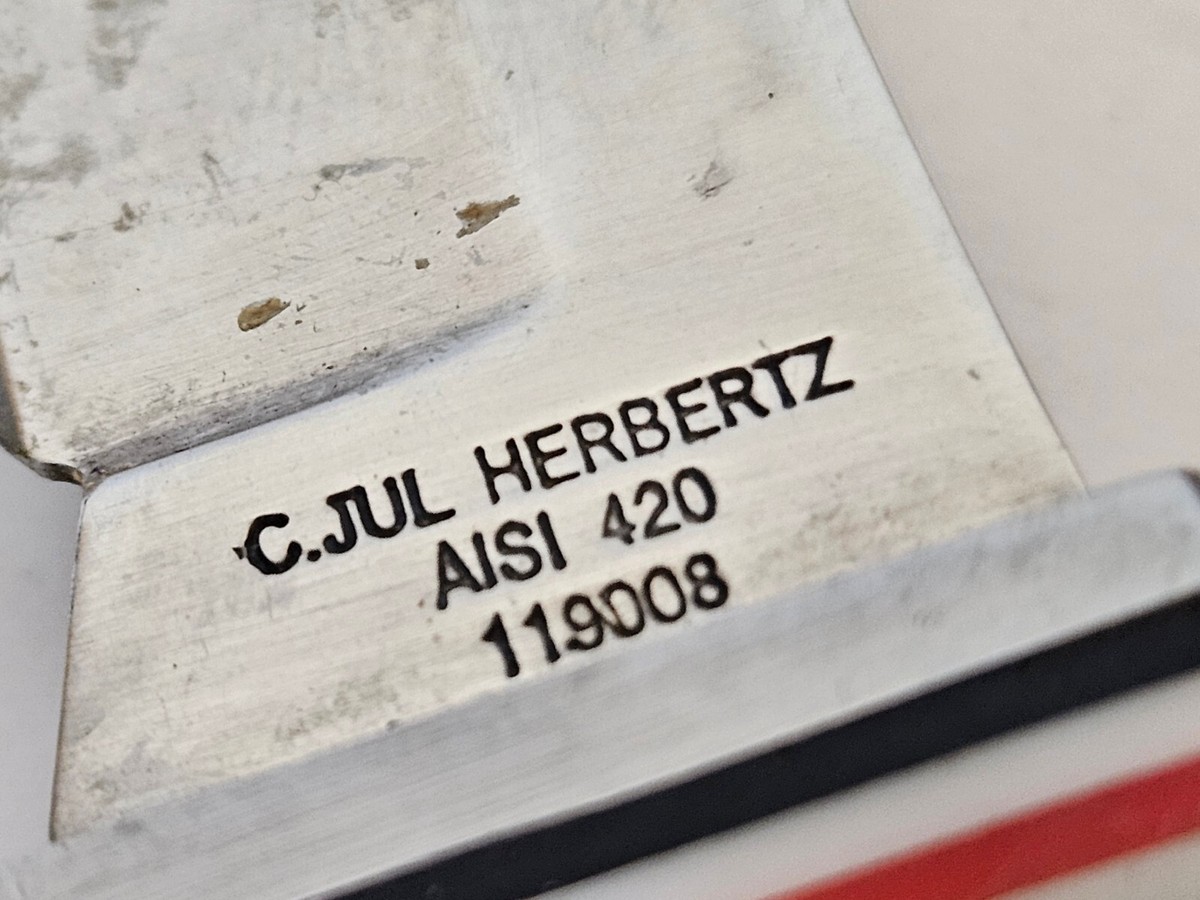 C.JUL HERBERTZ
AISI 420
119008